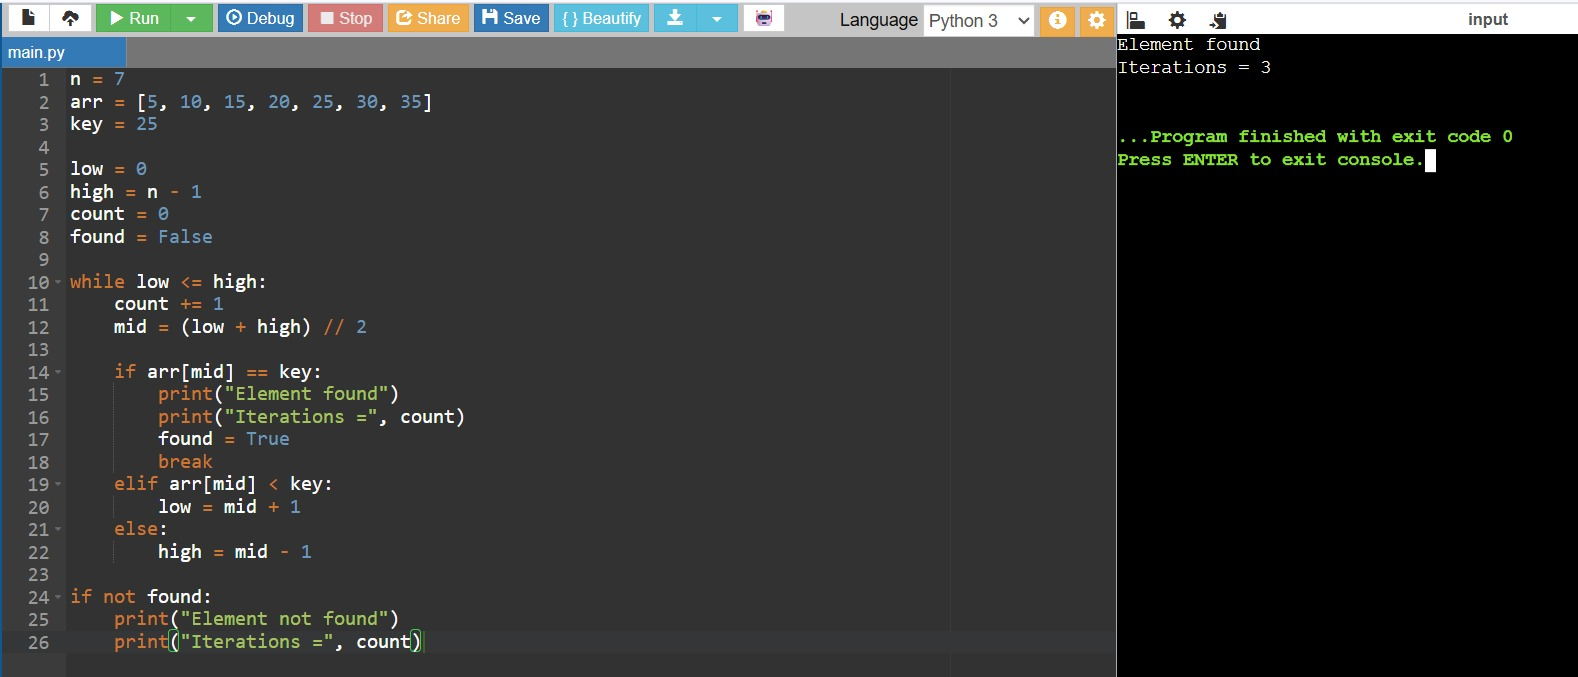 Run Debug Stop Share Save { } Beautify Language Python 3 input
main.py
1 n = 7
2 arr = [5, 10, 15, 20, 25, 30, 35]
3 key = 25
4
5 low = 0
6 high = n - 1
7 count = 0
8 found = False
9
10 while low <= high:
11     count += 1
12     mid = (low + high) // 2
13
14     if arr[mid] == key:
15         print("Element found")
16         print("Iterations =", count)
17         found = True
18         break
19     elif arr[mid] < key:
20         low = mid + 1
21     else:
22         high = mid - 1
23
24 if not found:
25     print("Element not found")
26     print("Iterations =", count)
Element found
Iterations = 3
...Program finished with exit code 0
Press ENTER to exit console.